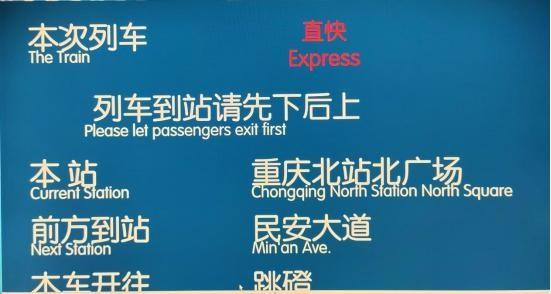 本次列车 直快
The Train Express
列车到站请先下后上
Please let passengers exit first
本站 重庆北站北广场
Current Station Chongqing North Station North Square
前方到站 民安大道
Next Station Min'an Ave.
本车开往 跳磴